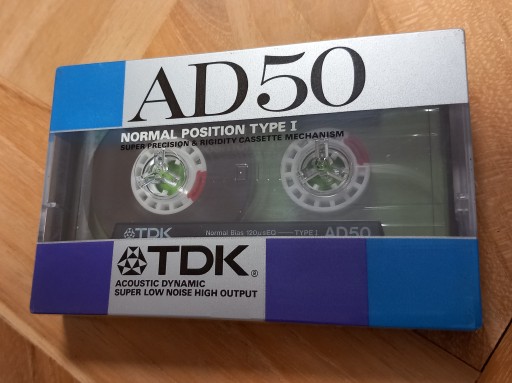 AD50
NORMAL POSITION TYPE I
SUPER PRECISION & RIGIDITY CASSETTE MECHANISM
TDK Normal Bias 120μsEQ — TYPE I AD50
TDK®
ACOUSTIC DYNAMIC
SUPER LOW NOISE HIGH OUTPUT